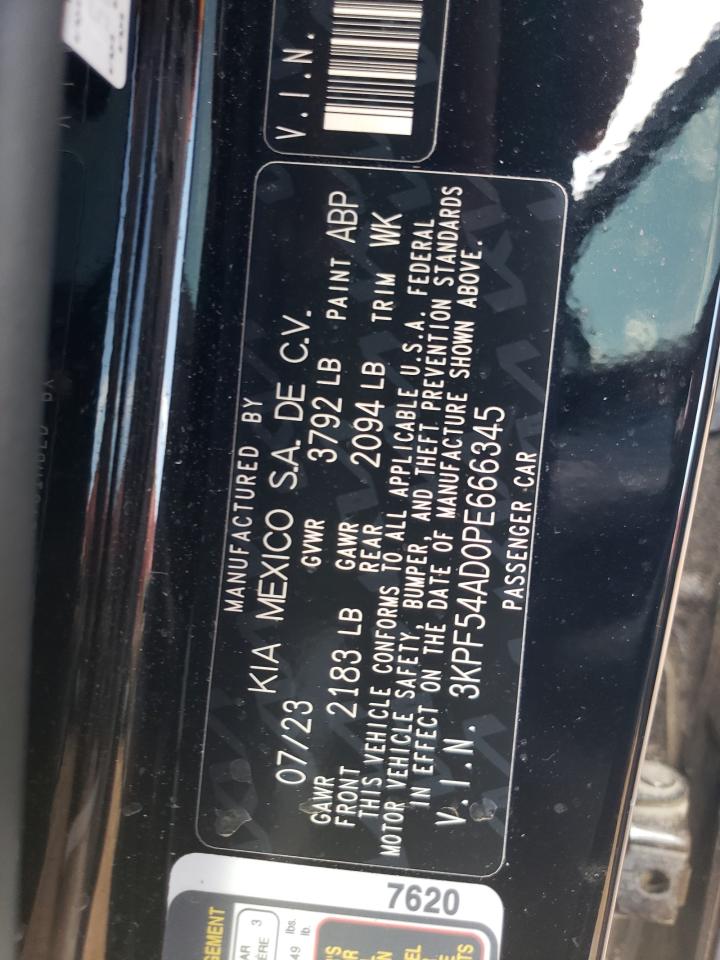 V.I.N.
MANUFACTURED BY
KIA MEXICO S.A. DE C.V.
07/23 GVWR 3792 LB PAINT ABP
GAWR FRONT 2183 LB GAWR REAR 2094 LB TRIM WK
THIS VEHICLE CONFORMS TO ALL APPLICABLE U.S.A. FEDERAL
MOTOR VEHICLE SAFETY, BUMPER, AND THEFT PREVENTION STANDARDS
IN EFFECT ON THE DATE OF MANUFACTURE SHOWN ABOVE.
V.I.N. 3KPF54AD0PE666345
PASSENGER CAR
7620